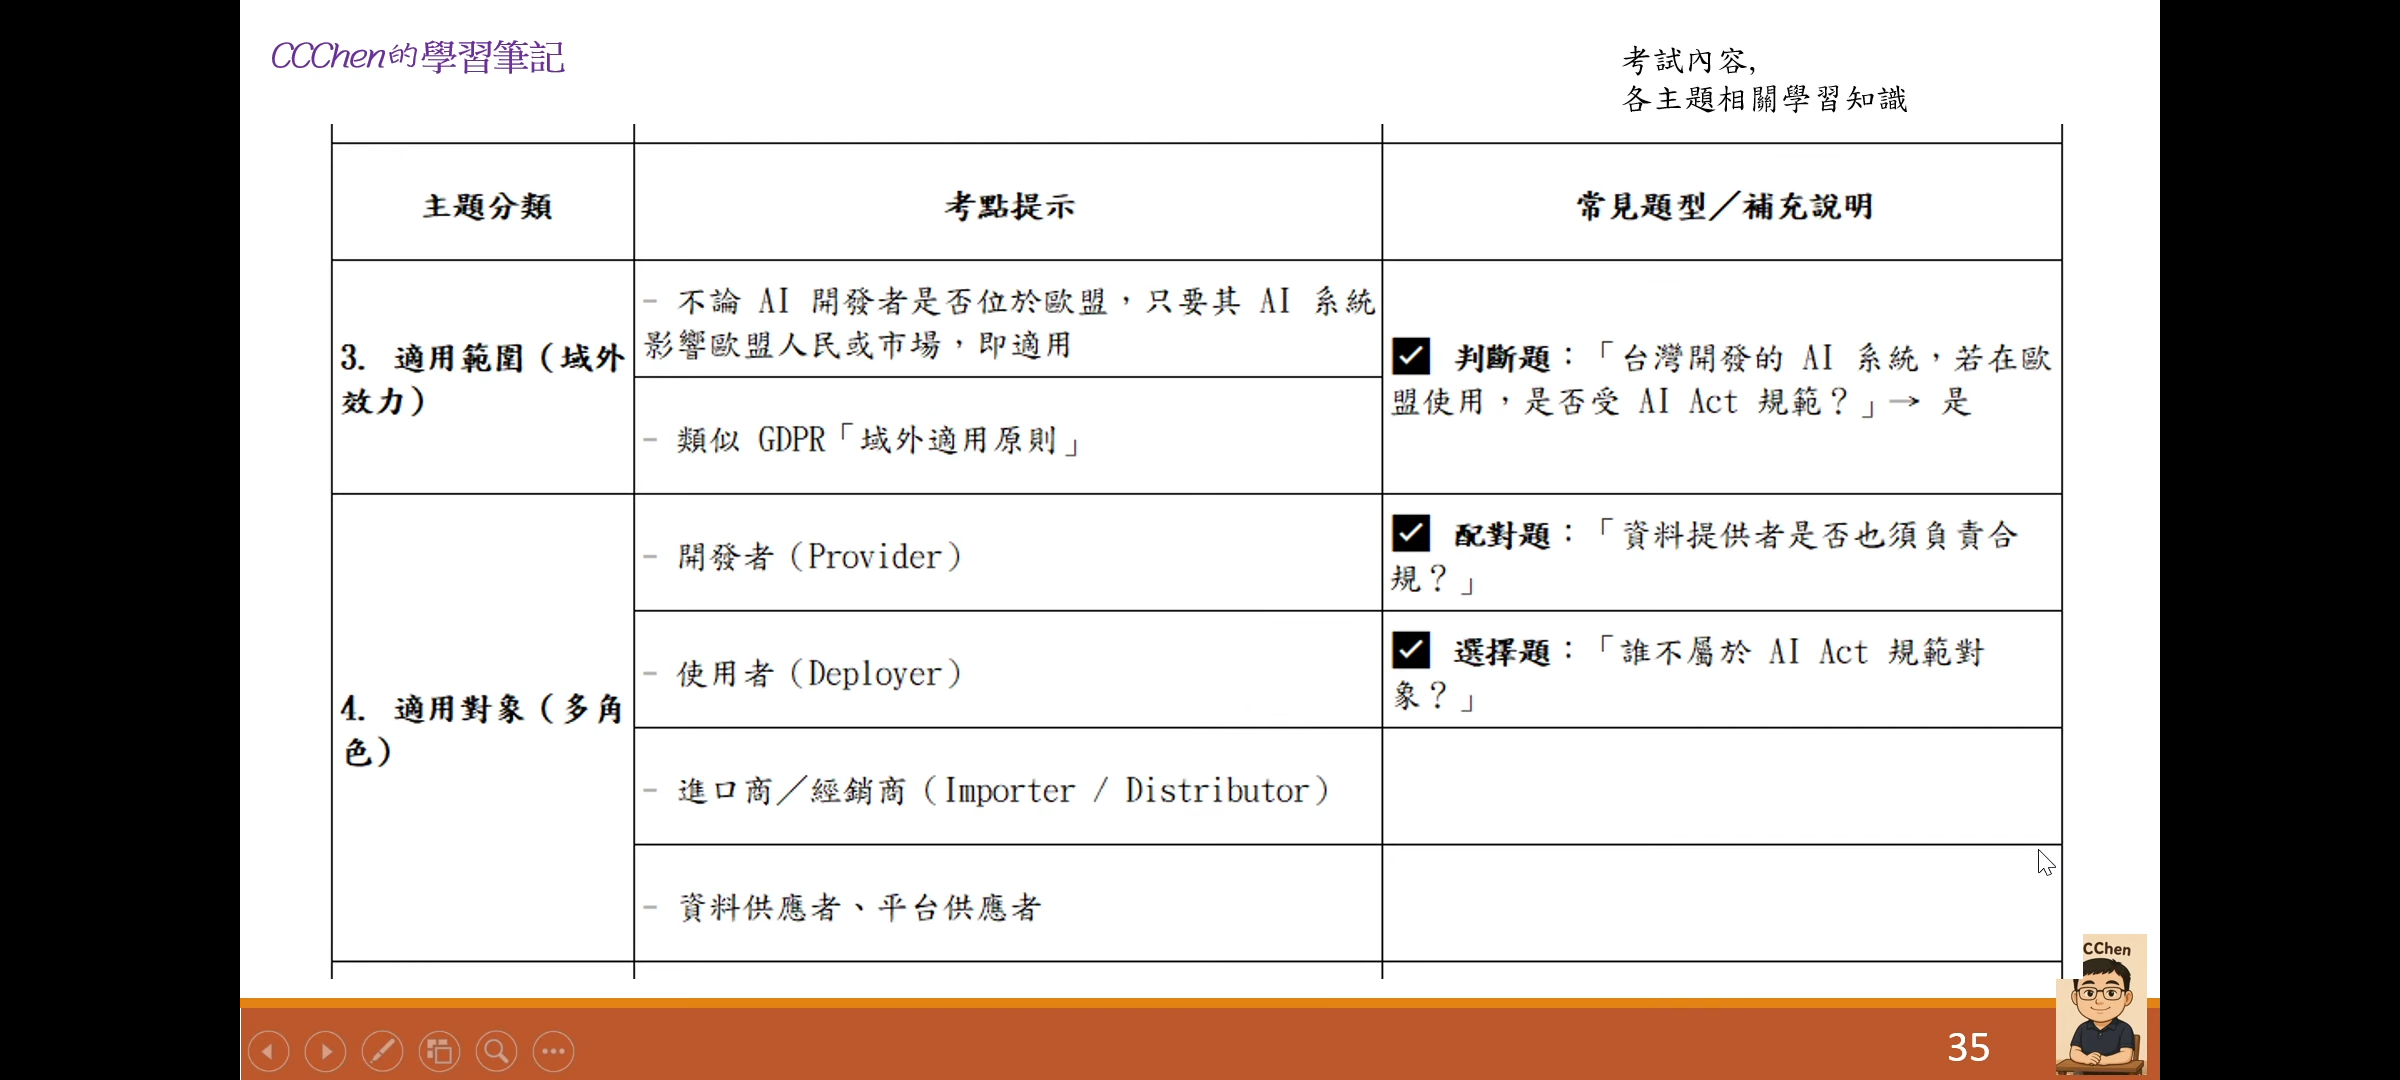 CCChen的學習筆記
考試內容,
各主題相關學習知識
主題分類
考點提示
常見題型／補充說明
3. 適用範圍（域外
效力）
- 不論 AI 開發者是否位於歐盟，只要其 AI 系統
影響歐盟人民或市場，即適用
- 類似 GDPR「域外適用原則」
☑ 判斷題：「台灣開發的 AI 系統，若在歐
盟使用，是否受 AI Act 規範？」→ 是
4. 適用對象（多角
色）
- 開發者（Provider）
☑ 配對題：「資料提供者是否也須負責合
規？」
- 使用者（Deployer）
☑ 選擇題：「誰不屬於 AI Act 規範對
象？」
- 進口商／經銷商（Importer / Distributor）
- 資料供應者、平台供應者
CChen
35